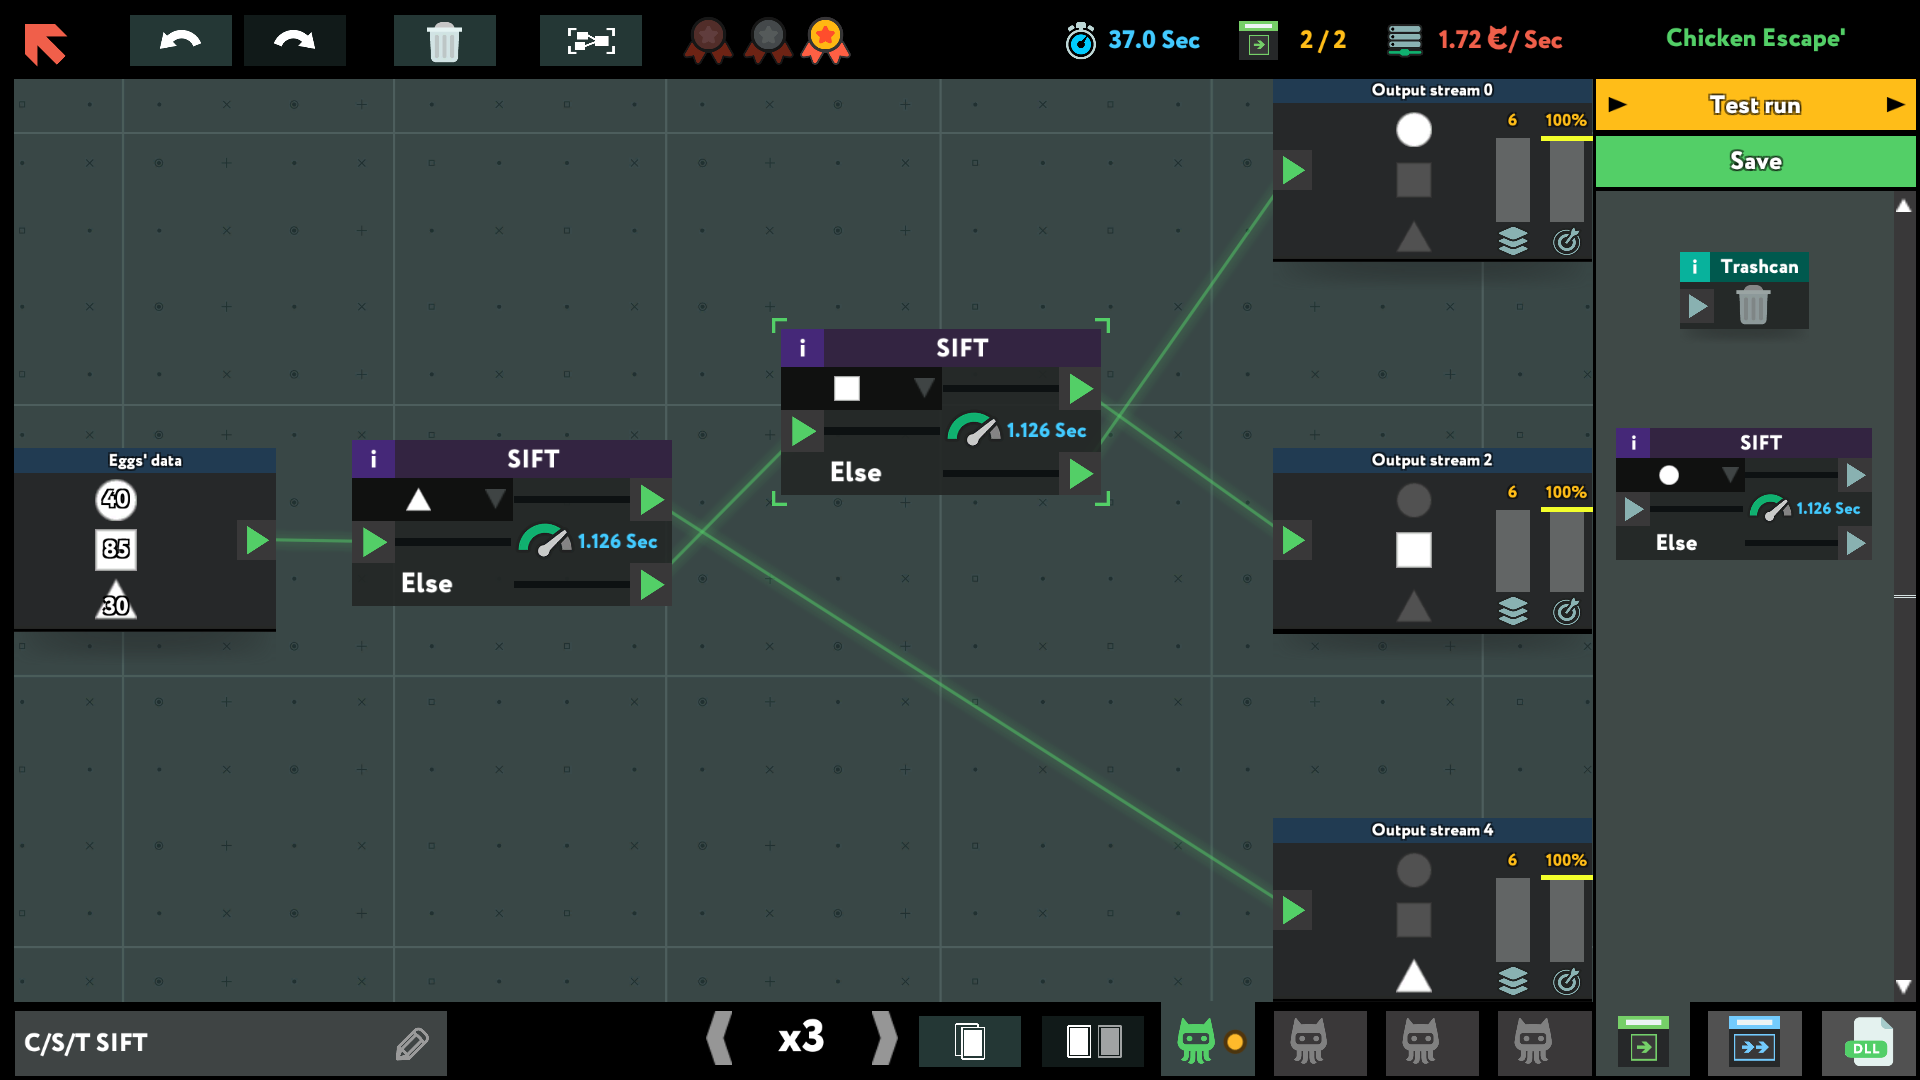 37.0 Sec
2/2
1.72 €/ Sec
Chicken Escape'
Test run
Save
Output stream 0
6
100%
i Trashcan
i SIFT
1.126 Sec
Else
Eggs' data
40
85
30
i SIFT
1.126 Sec
Else
i SIFT
1.126 Sec
Else
Output stream 2
6
100%
Output stream 4
6
100%
C/S/T SIFT
x3
DLL